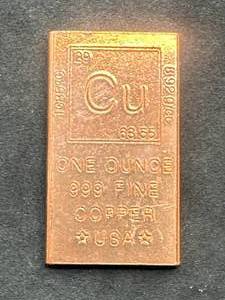 29
Cu
63.55
ONE OUNCE
.999 FINE
COPPER
☆USA☆